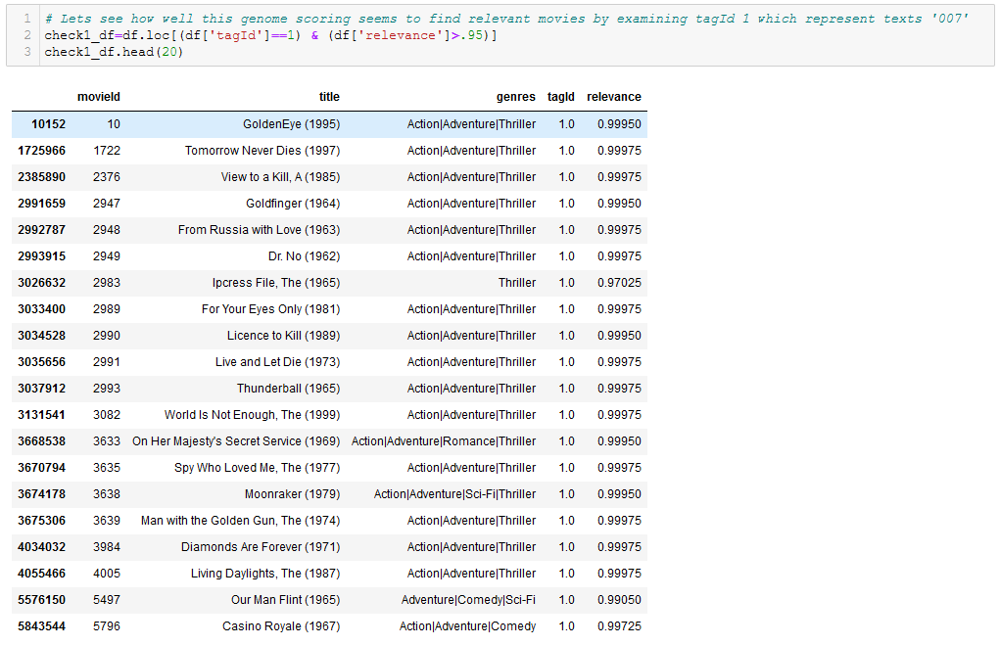 1 # Lets see how well this genome scoring seems to find relevant movies by examining tagId 1 which represent texts '007'
2 check1_df=df.loc[(df['tagId']==1) & (df['relevance']>.95)]
3 check1_df.head(20)
movieId title genres tagId relevance
10152 10 GoldenEye (1995) Action|Adventure|Thriller 1.0 0.99950
1725966 1722 Tomorrow Never Dies (1997) Action|Adventure|Thriller 1.0 0.99975
2385890 2376 View to a Kill, A (1985) Action|Adventure|Thriller 1.0 0.99975
2991659 2947 Goldfinger (1964) Action|Adventure|Thriller 1.0 0.99950
2992787 2948 From Russia with Love (1963) Action|Adventure|Thriller 1.0 0.99975
2993915 2949 Dr. No (1962) Action|Adventure|Thriller 1.0 0.99975
3026632 2983 Ipcress File, The (1965) Thriller 1.0 0.97025
3033400 2989 For Your Eyes Only (1981) Action|Adventure|Thriller 1.0 0.99975
3034528 2990 Licence to Kill (1989) Action|Adventure|Thriller 1.0 0.99950
3035656 2991 Live and Let Die (1973) Action|Adventure|Thriller 1.0 0.99975
3037912 2993 Thunderball (1965) Action|Adventure|Thriller 1.0 0.99975
3131541 3082 World Is Not Enough, The (1999) Action|Adventure|Thriller 1.0 0.99975
3668538 3633 On Her Majesty's Secret Service (1969) Action|Adventure|Romance|Thriller 1.0 0.99950
3670794 3635 Spy Who Loved Me, The (1977) Action|Adventure|Thriller 1.0 0.99975
3674178 3638 Moonraker (1979) Action|Adventure|Sci-Fi|Thriller 1.0 0.99950
3675306 3639 Man with the Golden Gun, The (1974) Action|Adventure|Thriller 1.0 0.99975
4034032 3984 Diamonds Are Forever (1971) Action|Adventure|Thriller 1.0 0.99975
4055466 4005 Living Daylights, The (1987) Action|Adventure|Thriller 1.0 0.99975
5576150 5497 Our Man Flint (1965) Adventure|Comedy|Sci-Fi 1.0 0.99050
5843544 5796 Casino Royale (1967) Action|Adventure|Comedy 1.0 0.99725